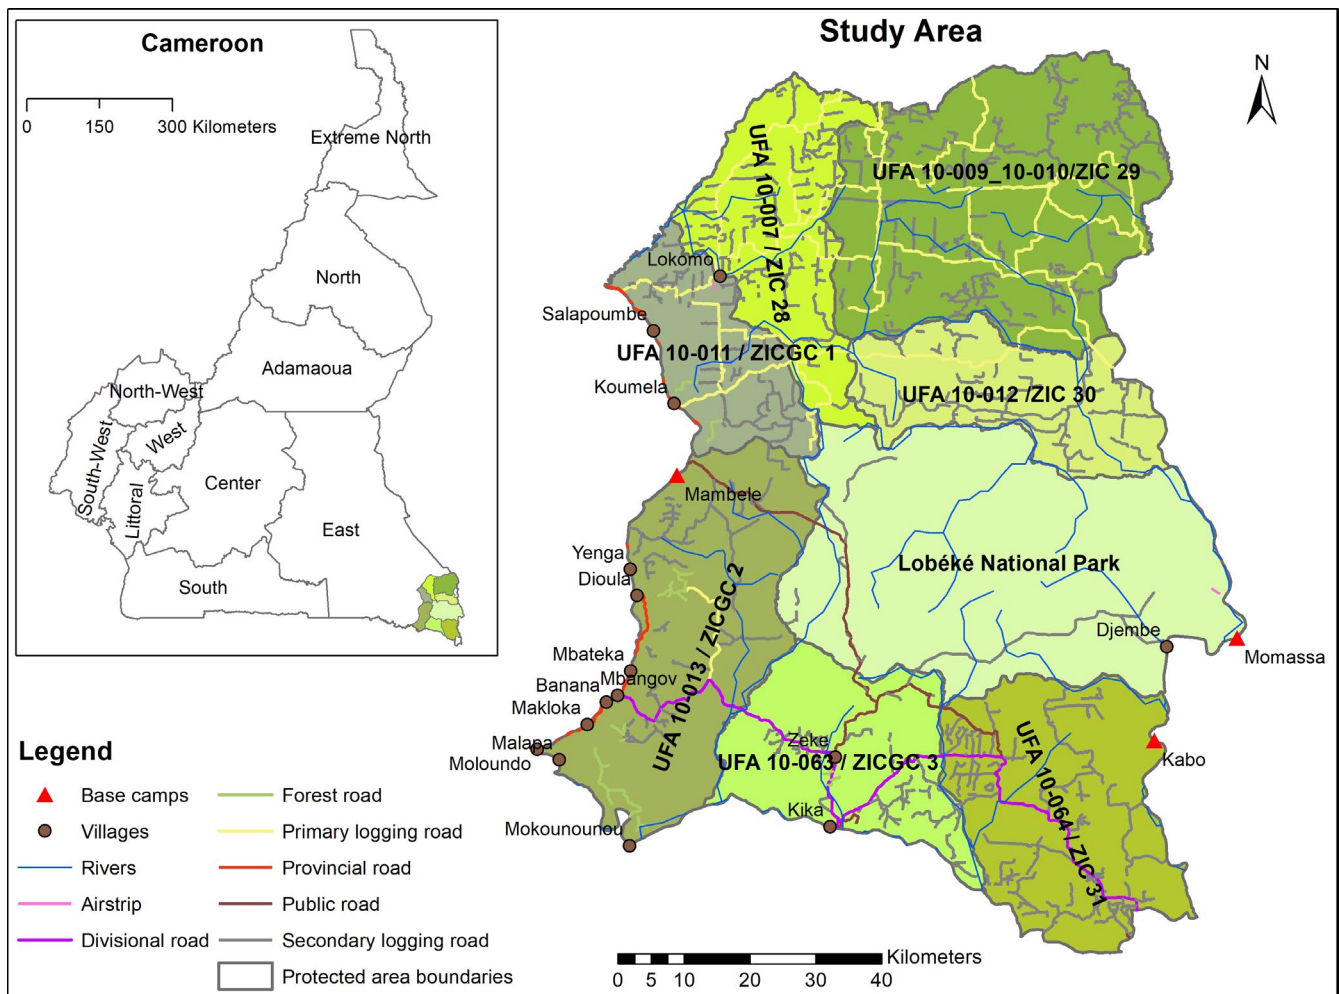 Cameroon
0 150 300 Kilometers
Extreme North
North
Adamaoua
North-West
West
South-West
Littoral
Center
East
South
Study Area
N
UFA 10-007 / ZIC 28
UFA 10-009_10-010/ZIC 29
Lokomo
Salapoumbe
UFA 10-011 / ZICGC 1
Koumela
UFA 10-012 /ZIC 30
Mambele
Yenga
Dioula
Lobéké National Park
UFA 10-013 / ZICGC 2
Djembe
Momassa
Mbateka
Mbangov
Banana
Makloka
Malapa
Moloundo
Zeke
UFA 10-063 / ZICGC 3
UFA 10-064 / ZIC 31
Kabo
Kika
Mokounounou
Legend
Base camps
Villages
Rivers
Airstrip
Divisional road
Forest road
Primary logging road
Provincial road
Public road
Secondary logging road
Protected area boundaries
Kilometers
0 5 10 20 30 40